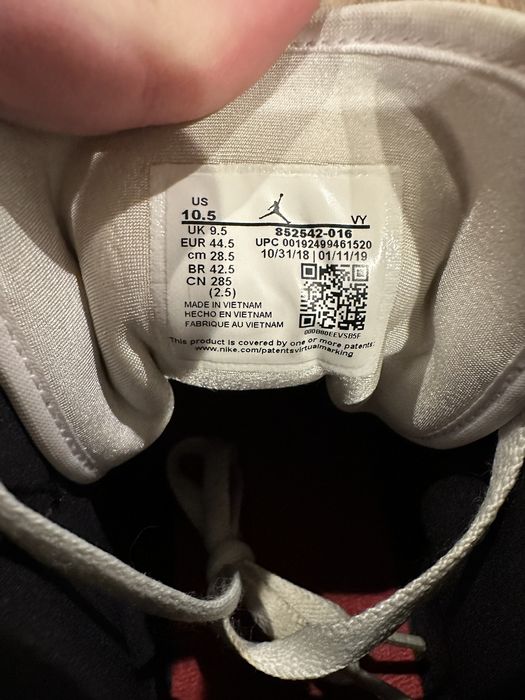 US
10.5 VY
UK 9.5 852542-016
EUR 44.5 UPC 00192499461520
cm 28.5 10/31/18 | 01/11/19
BR 42.5
CN 285
(2.5)
MADE IN VIETNAM
HECHO EN VIETNAM
FABRIQUE AU VIETNAM
This product is covered by one or more patents:
www.nike.com/patentsvirtualmarking